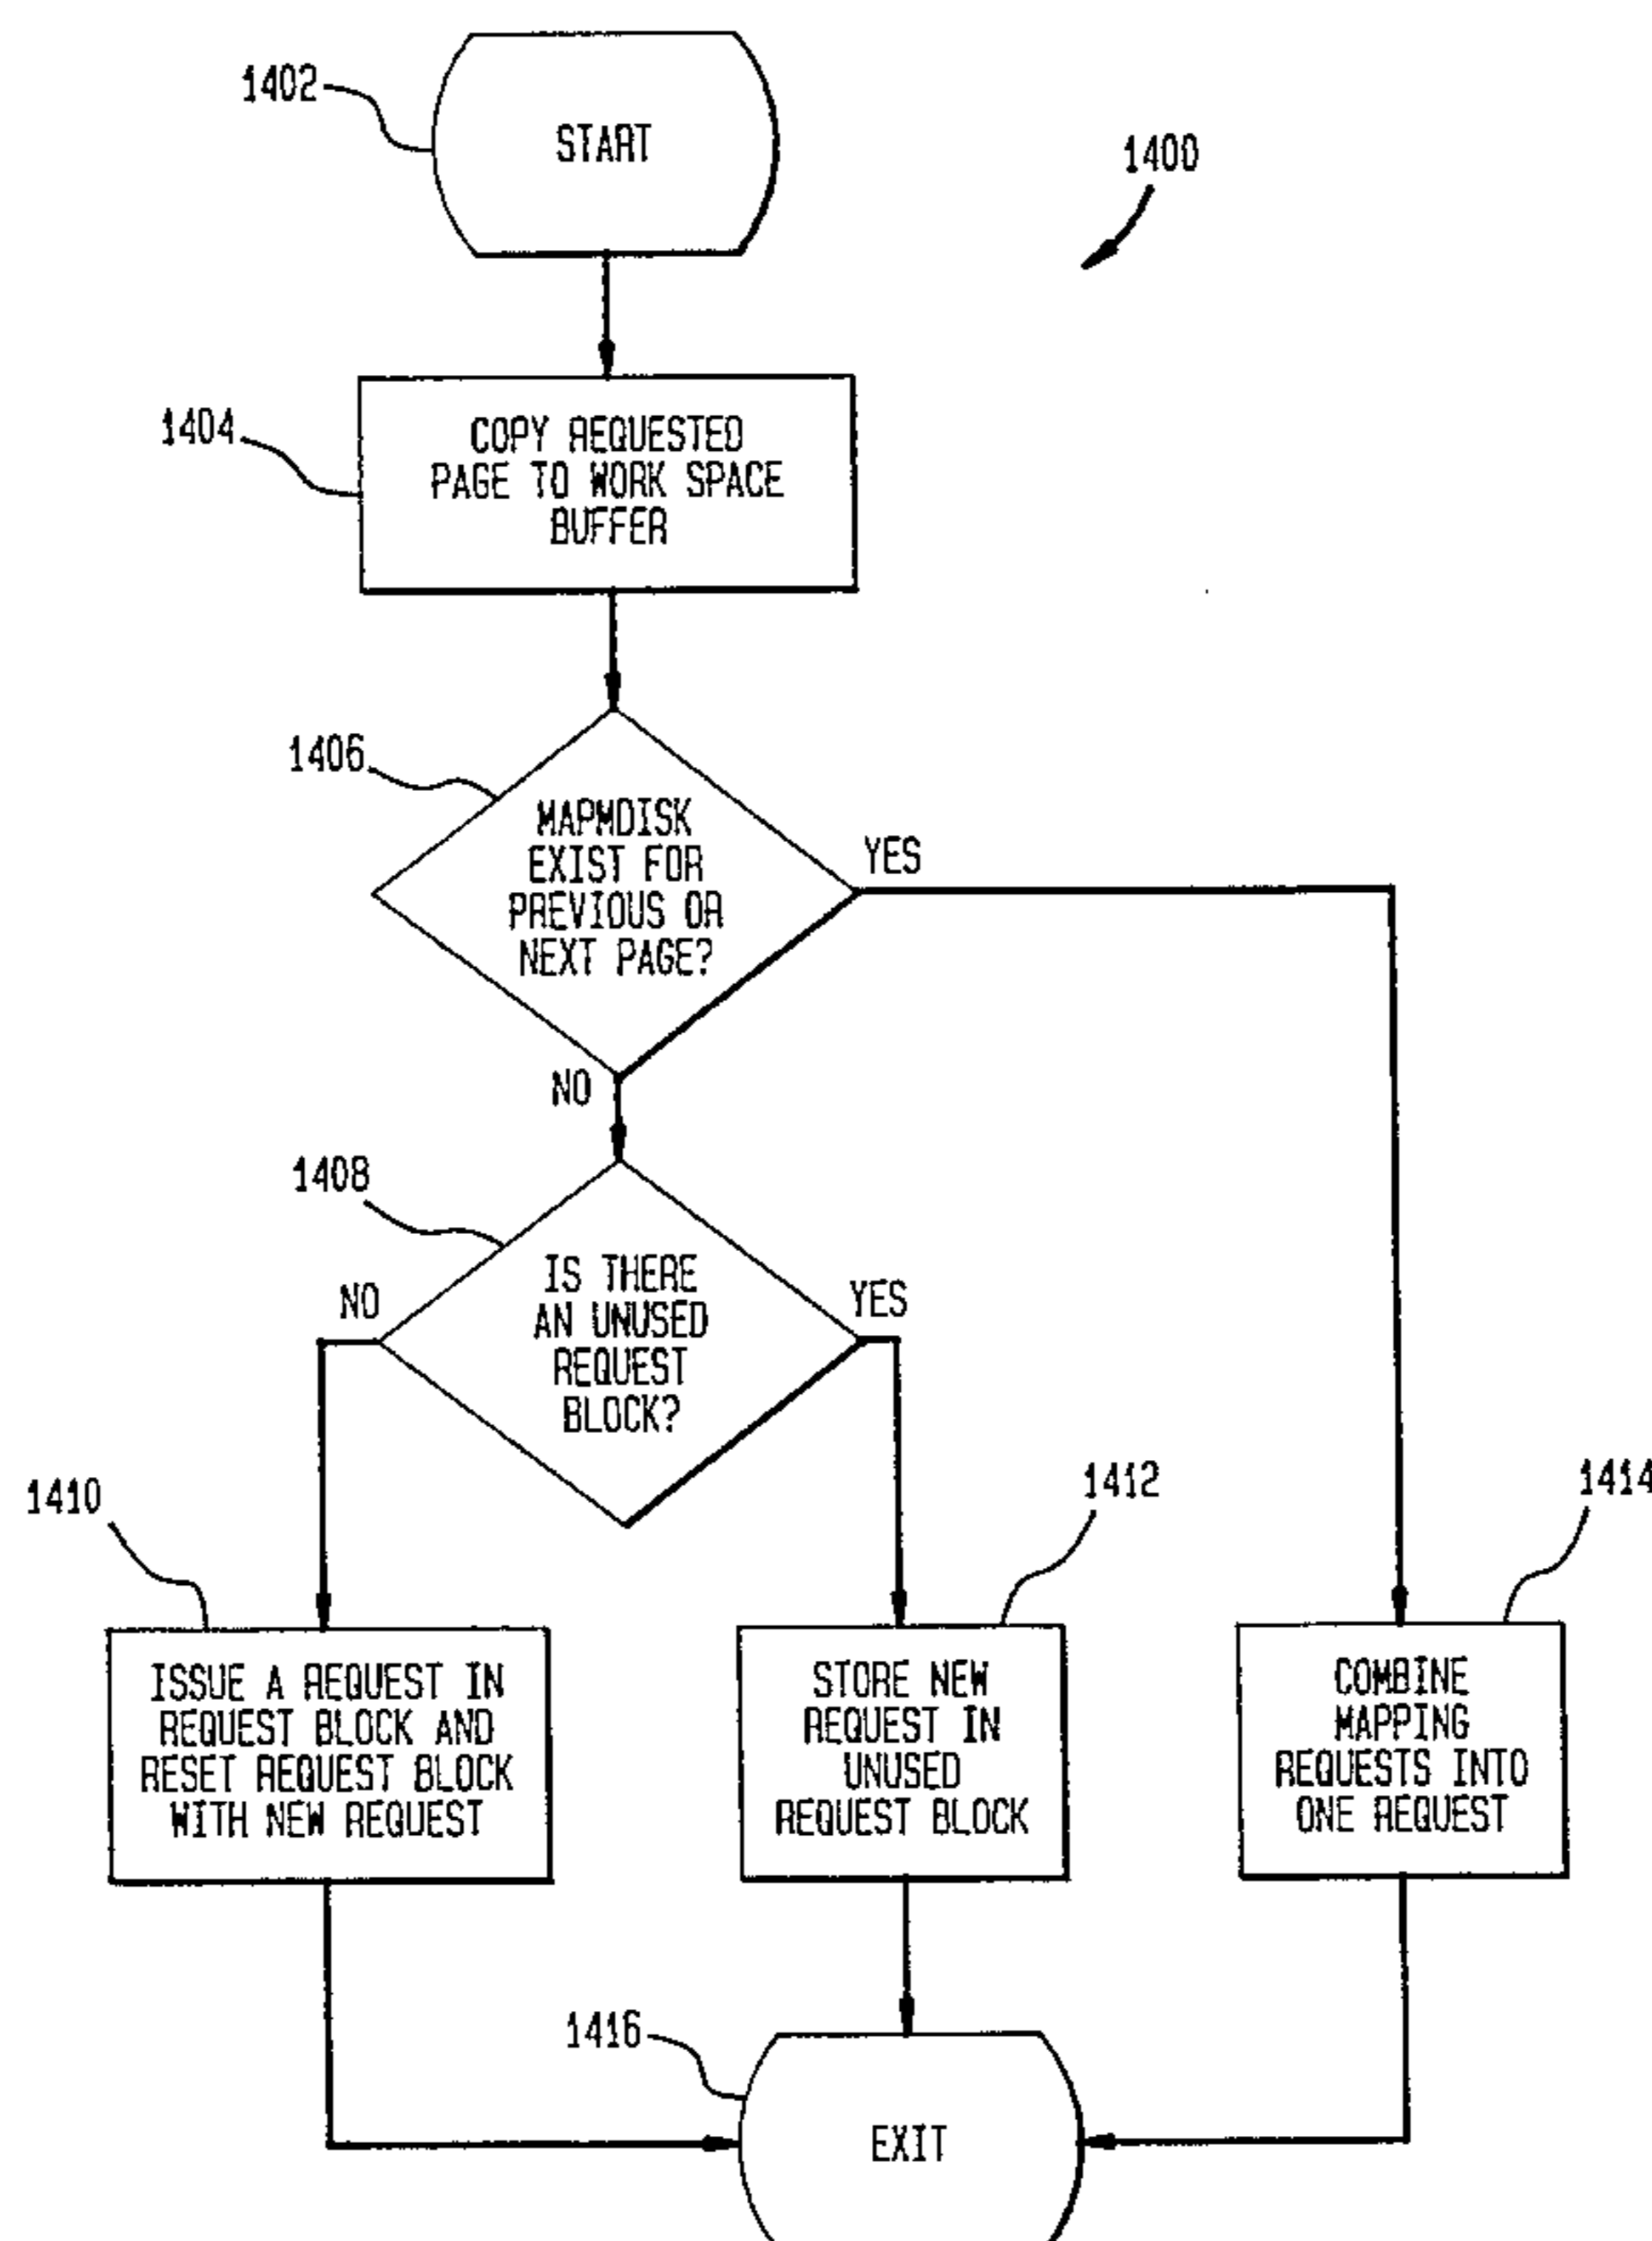 1402
START
1400
1404
COPY REQUESTED
PAGE TO WORK SPACE
BUFFER
1406
MAPMDISK
EXIST FOR
PREVIOUS OR
NEXT PAGE?
YES
NO
1408
IS THERE
AN UNUSED
REQUEST
BLOCK?
NO
YES
1410
ISSUE A REQUEST IN
REQUEST BLOCK AND
RESET REQUEST BLOCK
WITH NEW REQUEST
1412
STORE NEW
REQUEST IN
UNUSED
REQUEST BLOCK
1414
COMBINE
MAPPING
REQUESTS INTO
ONE REQUEST
1416
EXIT